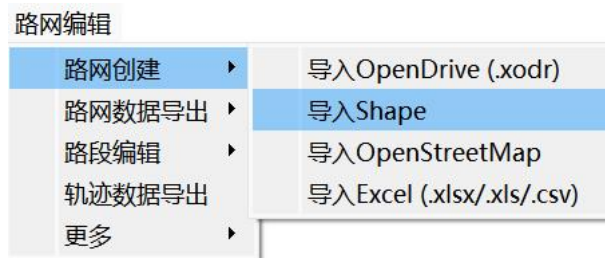 路网编辑
路网创建
路网数据导出
路段编辑
轨迹数据导出
更多
导入OpenDrive (.xodr)
导入Shape
导入OpenStreetMap
导入Excel (.xlsx/.xls/.csv)